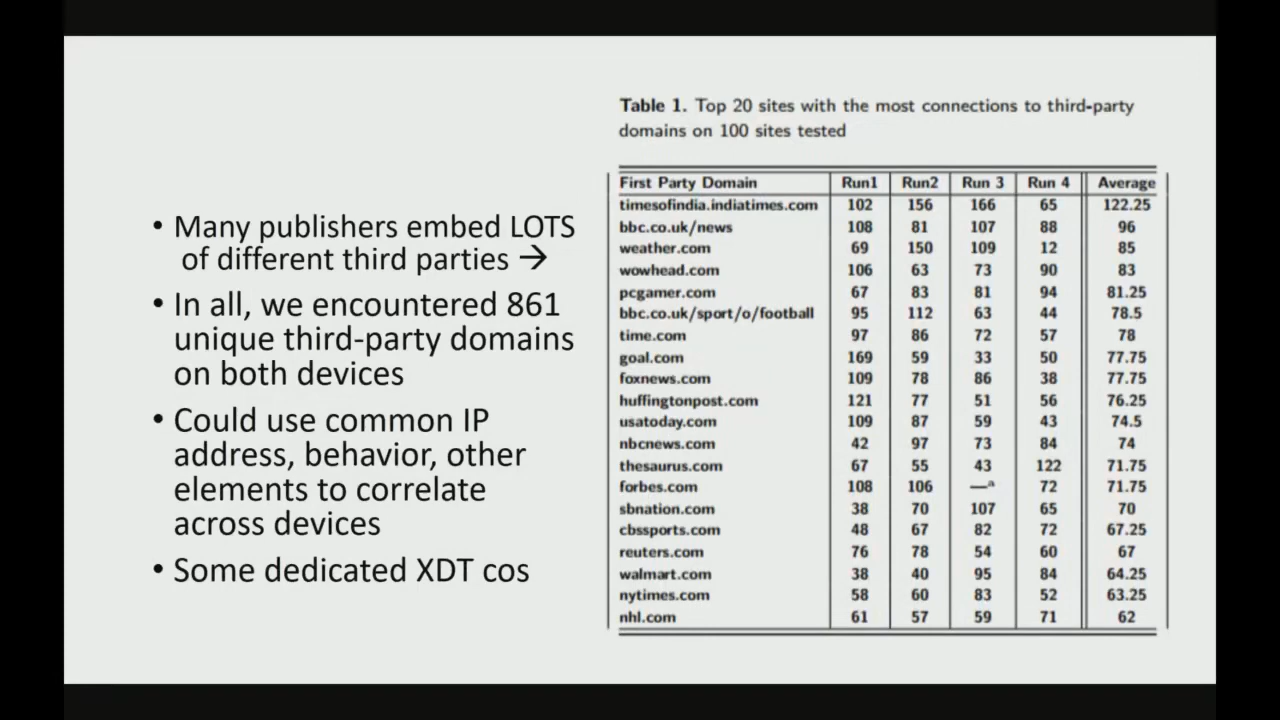 • Many publishers embed LOTS
of different third parties →
• In all, we encountered 861
unique third-party domains
on both devices
• Could use common IP
address, behavior, other
elements to correlate
across devices
• Some dedicated XDT cos
Table 1. Top 20 sites with the most connections to third-party
domains on 100 sites tested
First Party Domain Run1 Run2 Run 3 Run 4 Average
timesofindia.indiatimes.com 102 156 166 65 122.25
bbc.co.uk/news 108 81 107 88 96
weather.com 69 150 109 12 85
wowhead.com 106 63 73 90 83
pcgamer.com 67 83 81 94 81.25
bbc.co.uk/sport/o/football 95 112 63 44 78.5
time.com 97 86 72 57 78
goal.com 169 59 33 50 77.75
foxnews.com 109 78 86 38 77.75
huffingtonpost.com 121 77 51 56 76.25
usatoday.com 109 87 59 43 74.5
nbcnews.com 42 97 73 84 74
thesaurus.com 67 55 43 122 71.75
forbes.com 108 106 —a 72 71.75
sbnation.com 38 70 107 65 70
cbssports.com 48 67 82 72 67.25
reuters.com 76 78 54 60 67
walmart.com 38 40 95 84 64.25
nytimes.com 58 60 83 52 63.25
nhl.com 61 57 59 71 62